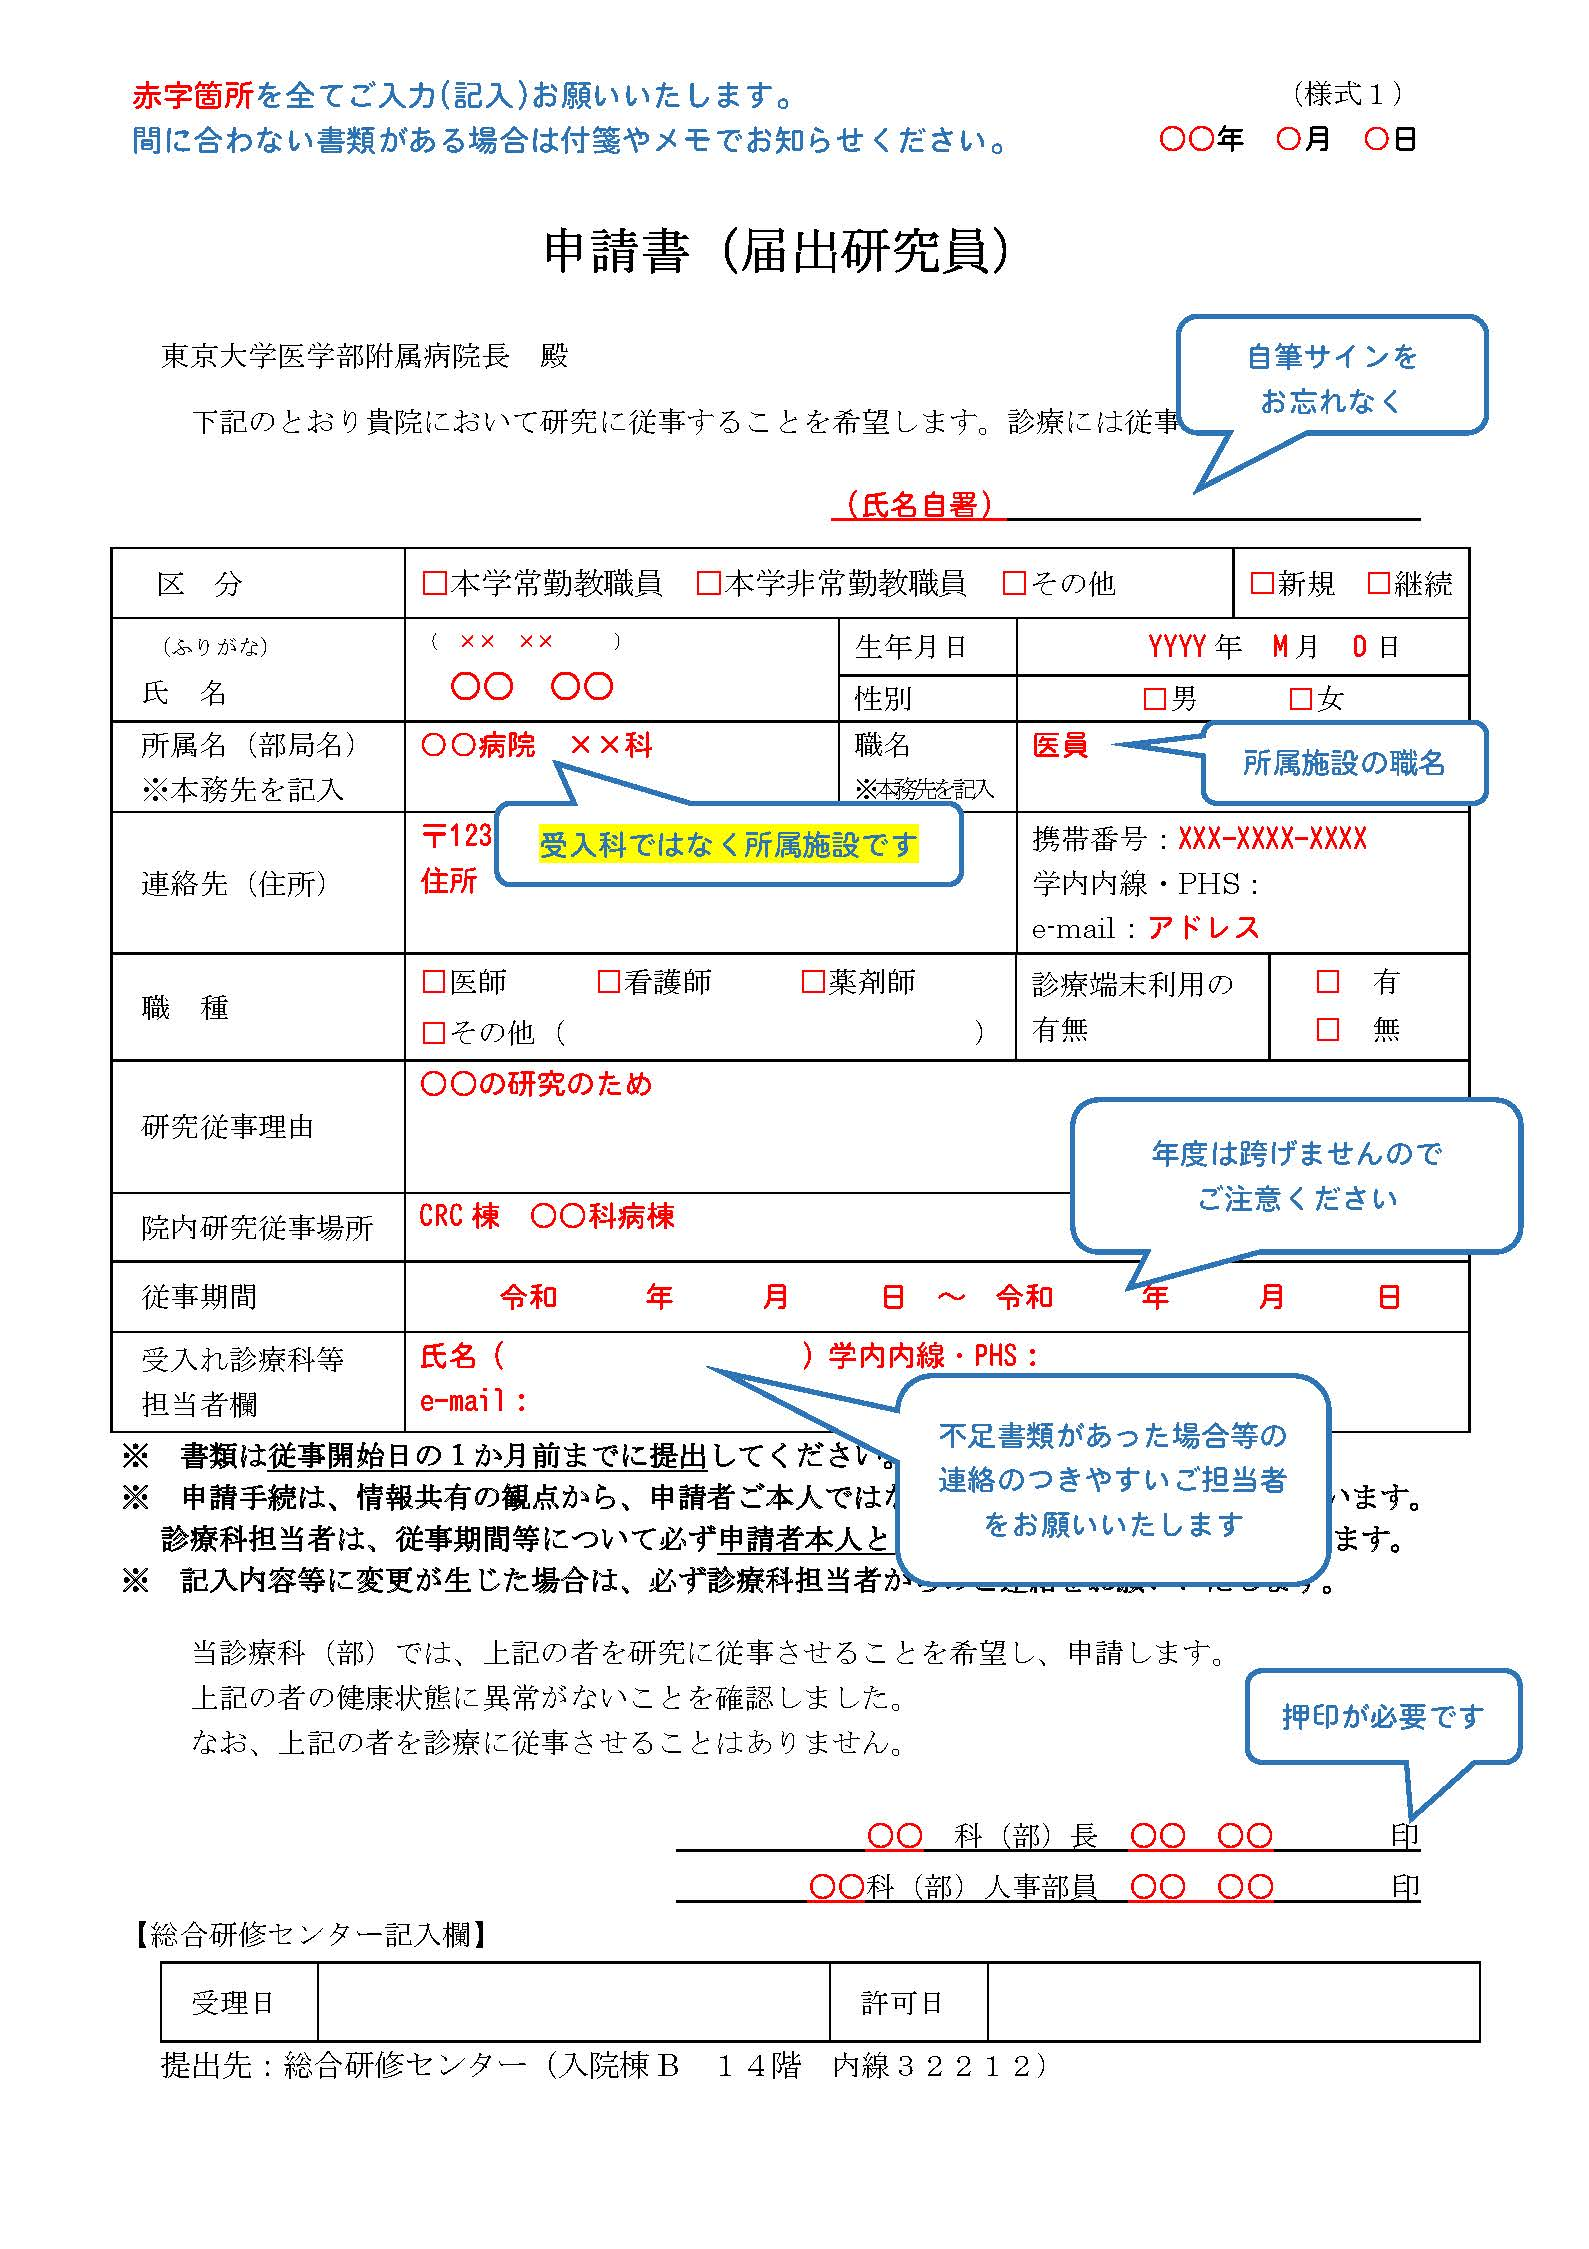 赤字箇所を全てご入力(記入)お願いいたします。
（様式１）
間に合わない書類がある場合は付箋やメモでお知らせください。
〇〇年　〇月　〇日
申請書（届出研究員）
東京大学医学部附属病院長　殿
自筆サインを
お忘れなく
下記のとおり貴院において研究に従事することを希望します。診療には従事
（氏名自署）
区　分
□本学常勤教職員　□本学非常勤教職員　□その他
□新規　□継続
（ふりがな）
氏　名
（　××　××　　）
〇〇　〇〇
生年月日
YYYY年　M月　D日
性別
□男　　　□女
所属名（部局名）
※本務先を記入
〇〇病院　××科
職名
※本務先を記入
医員
所属施設の職名
受入科ではなく所属施設です
連絡先（住所）
〒123
住所
携帯番号：XXX-XXXX-XXXX
学内内線・PHS：
e-mail：アドレス
職　種
□医師　　　□看護師　　　□薬剤師
□その他（　　　　　　　　　　　　　　）
診療端末利用の
有無
□　有
□　無
研究従事理由
〇〇の研究のため
年度は跨げませんので
ご注意ください
院内研究従事場所
CRC棟　〇〇科病棟
従事期間
令和　　　年　　　月　　　日　～　令和　　　年　　　月　　　日
受入れ診療科等
担当者欄
氏名（　　　　　　　　　　）学内内線・PHS：
e-mail：
不足書類があった場合等の
連絡のつきやすいご担当者
をお願いいたします
※　書類は従事開始日の１か月前までに提出してください。
※　申請手続は、情報共有の観点から、申請者ご本人では　います。
診療科担当者は、従事期間等について必ず申請者本人と　ます。
※　記入内容等に変更が生じた場合は、必ず診療科担当者か
当診療科（部）では、上記の者を研究に従事させることを希望し、申請します。
上記の者の健康状態に異常がないことを確認しました。
なお、上記の者を診療に従事させることはありません。
押印が必要です
〇〇　科（部）長　〇〇　〇〇　　　　印
〇〇科（部）人事部員　〇〇　〇〇　　　　印
【総合研修センター記入欄】
受理日
許可日
提出先：総合研修センター（入院棟B　１４階　内線３２２１２）